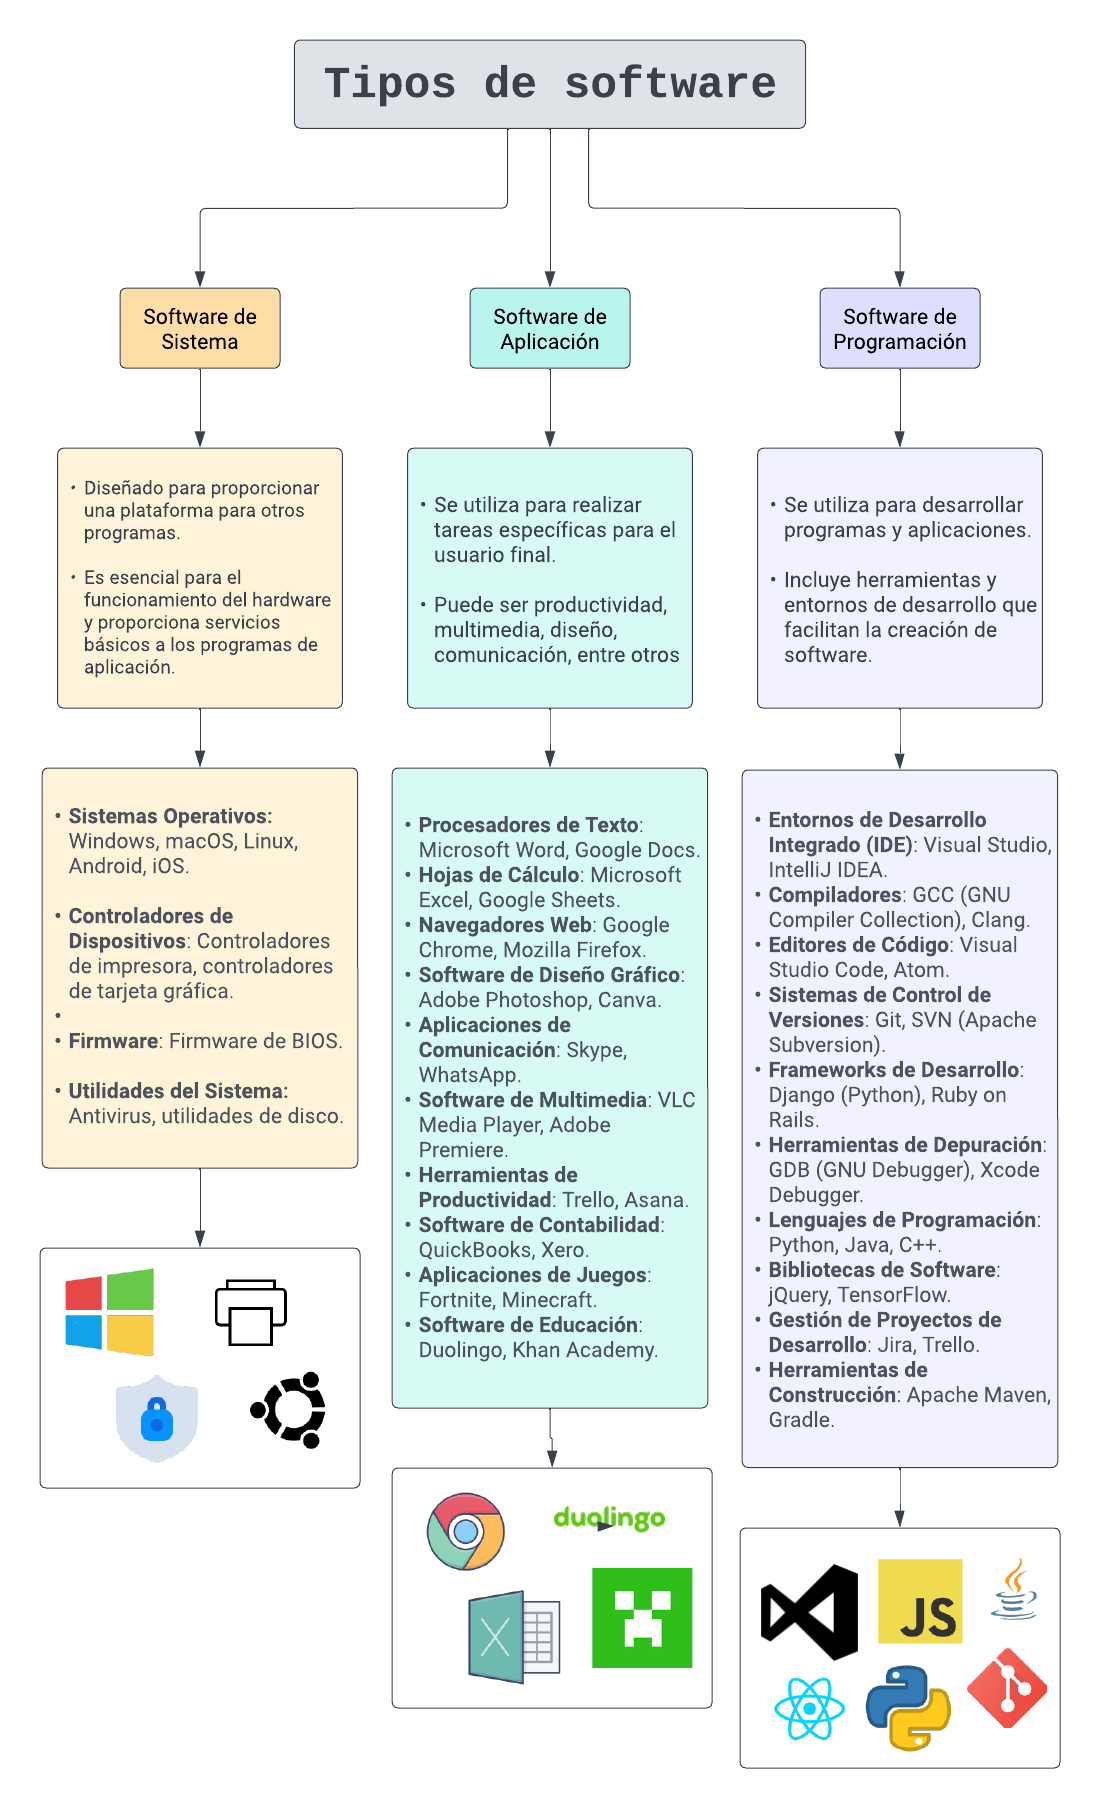 Tipos de software
Software de
Sistema
Software de
Aplicación
Software de
Programación
• Diseñado para proporcionar
una plataforma para otros
programas.
• Es esencial para el
funcionamiento del hardware
y proporciona servicios
básicos a los programas de
aplicación.
• Se utiliza para realizar
tareas específicas para el
usuario final.
• Puede ser productividad,
multimedia, diseño,
comunicación, entre otros
• Se utiliza para desarrollar
programas y aplicaciones.
• Incluye herramientas y
entornos de desarrollo que
facilitan la creación de
software.
• Sistemas Operativos:
Windows, macOS, Linux,
Android, iOS.
• Controladores de
Dispositivos: Controladores
de impresora, controladores
de tarjeta gráfica.
•
• Firmware: Firmware de BIOS.
• Utilidades del Sistema:
Antivirus, utilidades de disco.
• Procesadores de Texto:
Microsoft Word, Google Docs.
• Hojas de Cálculo: Microsoft
Excel, Google Sheets.
• Navegadores Web: Google
Chrome, Mozilla Firefox.
• Software de Diseño Gráfico:
Adobe Photoshop, Canva.
• Aplicaciones de
Comunicación: Skype,
WhatsApp.
• Software de Multimedia: VLC
Media Player, Adobe
Premiere.
• Herramientas de
Productividad: Trello, Asana.
• Software de Contabilidad:
QuickBooks, Xero.
• Aplicaciones de Juegos:
Fortnite, Minecraft.
• Software de Educación:
Duolingo, Khan Academy.
• Entornos de Desarrollo
Integrado (IDE): Visual Studio,
IntelliJ IDEA.
• Compiladores: GCC (GNU
Compiler Collection), Clang.
• Editores de Código: Visual
Studio Code, Atom.
• Sistemas de Control de
Versiones: Git, SVN (Apache
Subversion).
• Frameworks de Desarrollo:
Django (Python), Ruby on
Rails.
• Herramientas de Depuración:
GDB (GNU Debugger), Xcode
Debugger.
• Lenguajes de Programación:
Python, Java, C++.
• Bibliotecas de Software:
jQuery, TensorFlow.
• Gestión de Proyectos de
Desarrollo: Jira, Trello.
• Herramientas de
Construcción: Apache Maven,
Gradle.
duolingo
X
JS